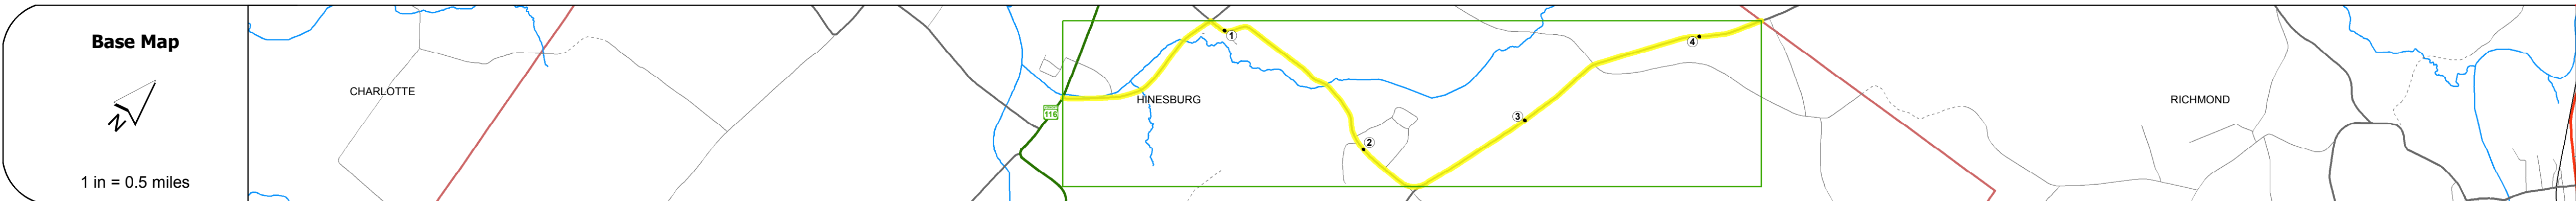 Base Map
N
1 in = 0.5 miles
CHARLOTTE
116
HINESBURG
1
2
3
4
RICHMOND